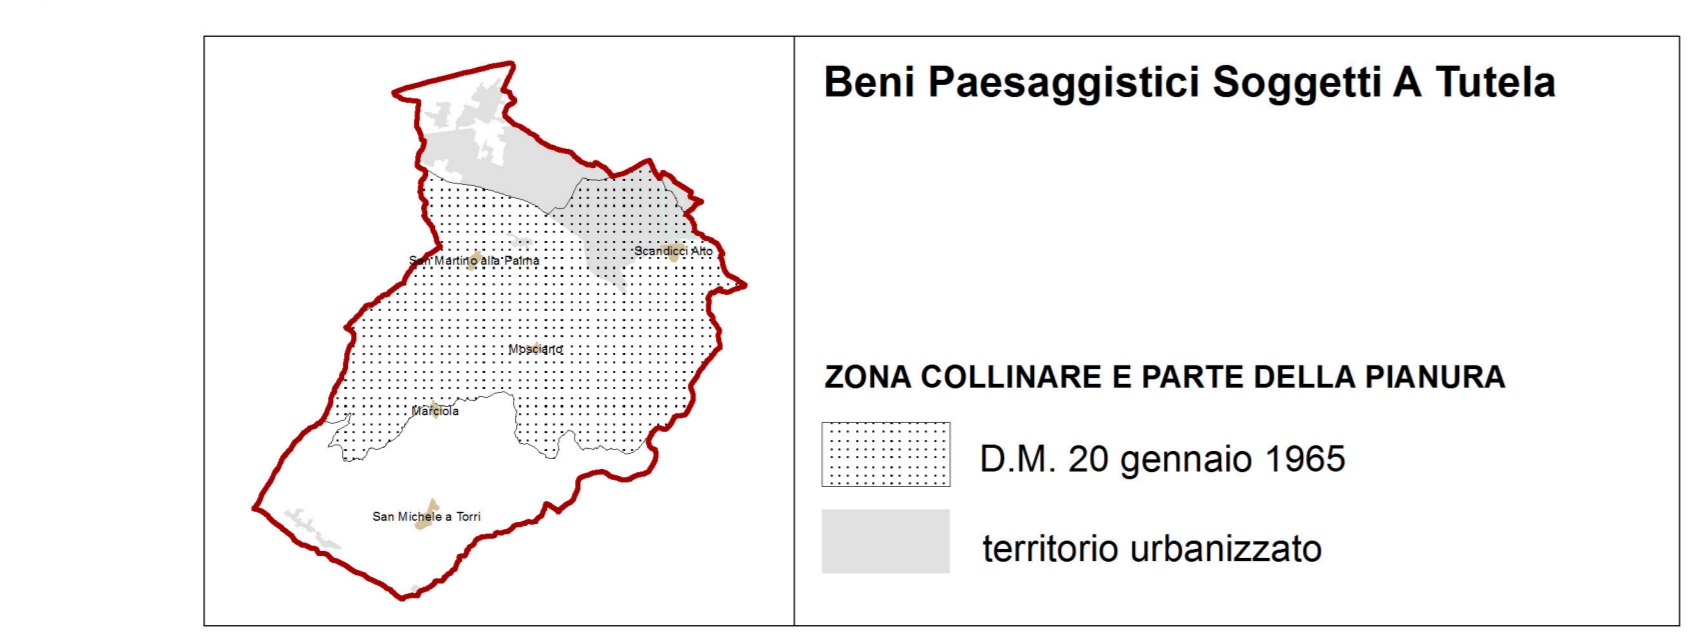 Beni Paesaggistici Soggetti A Tutela
Scandicci Alto
San Martino alla Palma
Mosciano
Marciola
San Michele a Torri
ZONA COLLINARE E PARTE DELLA PIANURA
D.M. 20 gennaio 1965
territorio urbanizzato